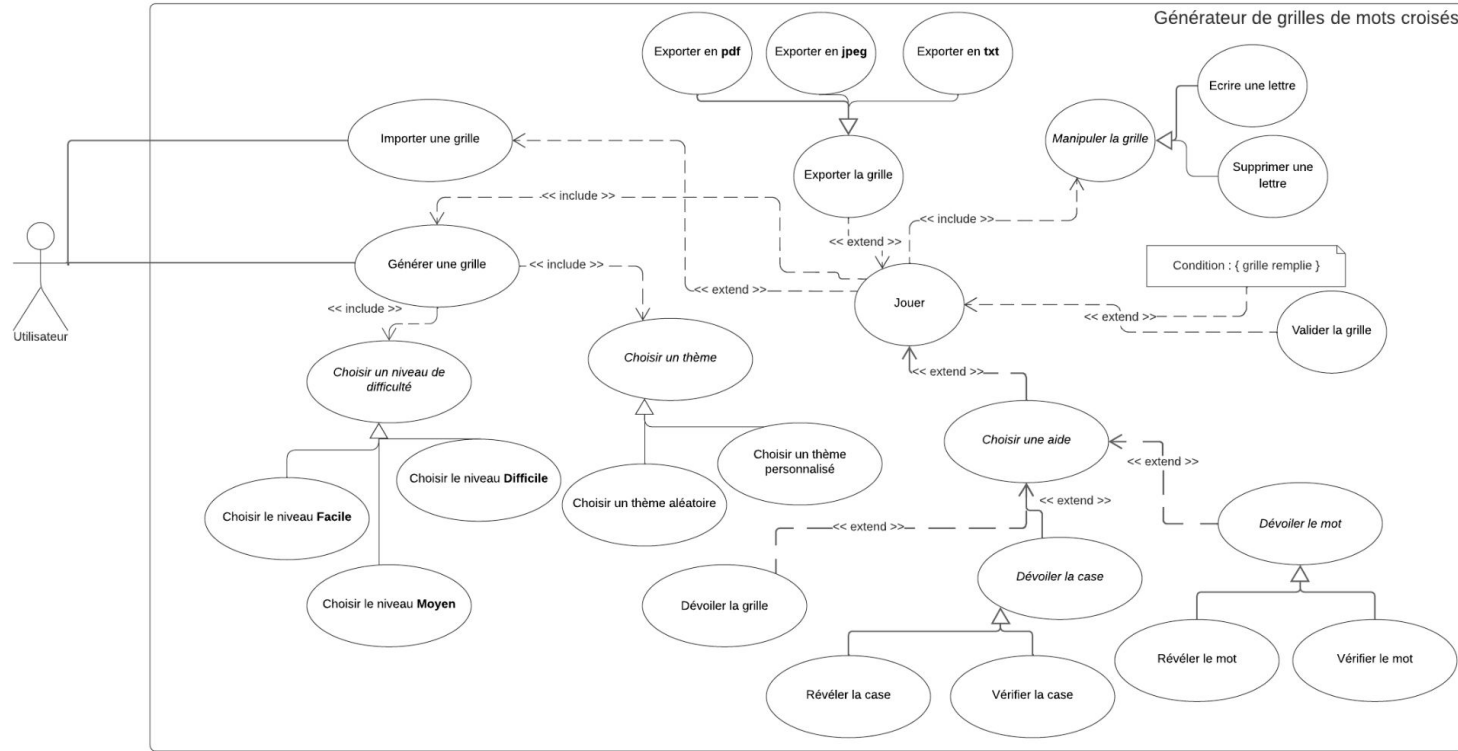 Générateur de grilles de mots croisés
Exporter en pdf
Exporter en jpeg
Exporter en txt
Ecrire une lettre
Importer une grille
Manipuler la grille
Exporter la grille
Supprimer une
lettre
<< include >>
<< include >>
<< extend >>
Générer une grille
<< include >>
Condition : { grille remplie }
<< extend >>
Jouer
<< include >>
<< extend >>
Valider la grille
Utilisateur
Choisir un thème
Choisir un niveau de
difficulté
<< extend >>
Choisir une aide
Choisir un thème
personnalisé
<< extend >>
Choisir le niveau Difficile
Choisir un thème aléatoire
<< extend >>
Choisir le niveau Facile
<< extend >>
Dévoiler le mot
Dévoiler la case
Choisir le niveau Moyen
Dévoiler la grille
Révéler le mot
Vérifier le mot
Révéler la case
Vérifier la case